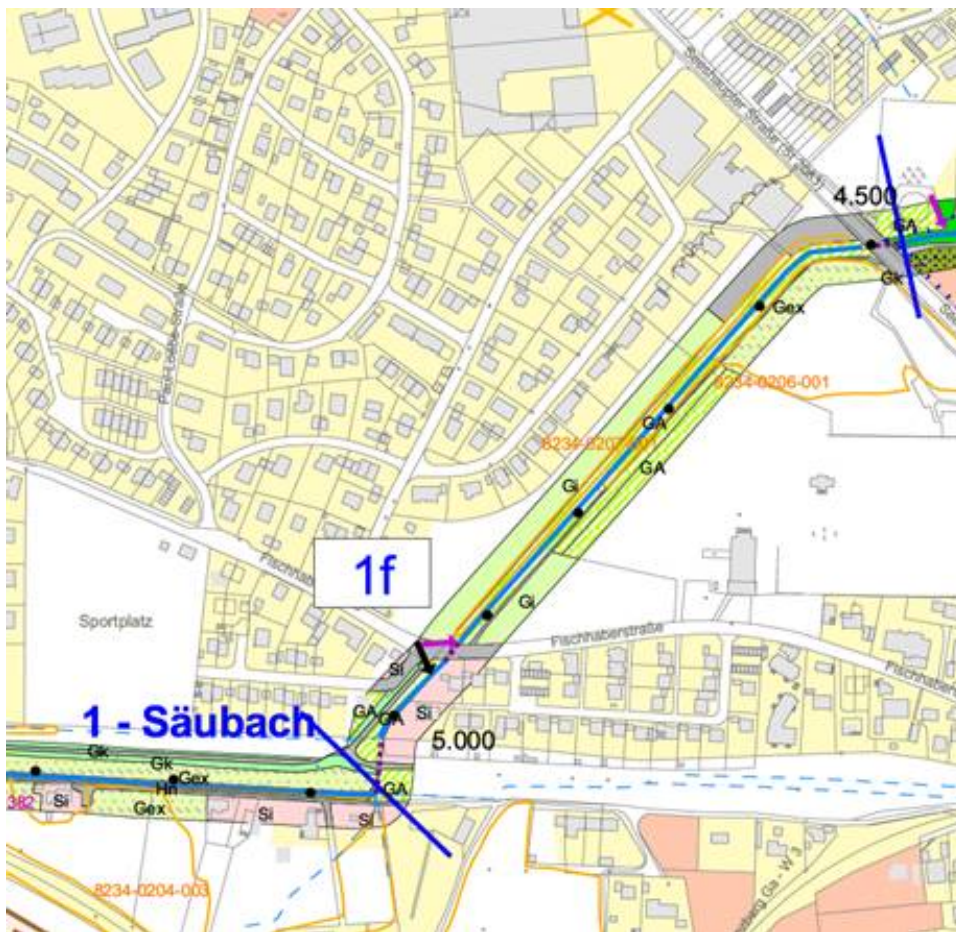 4.500
GA
Gk
Gex
8234-0206-001
GA
GA
Gi
1f
Gi
Sportplatz
Fischhaberstraße
Si
GA
GA
Si
1 - Säubach
5.000
Gk
Gk
Gex
Hn
GA
382
Si
Gex
Si
Si
8234-0204-003